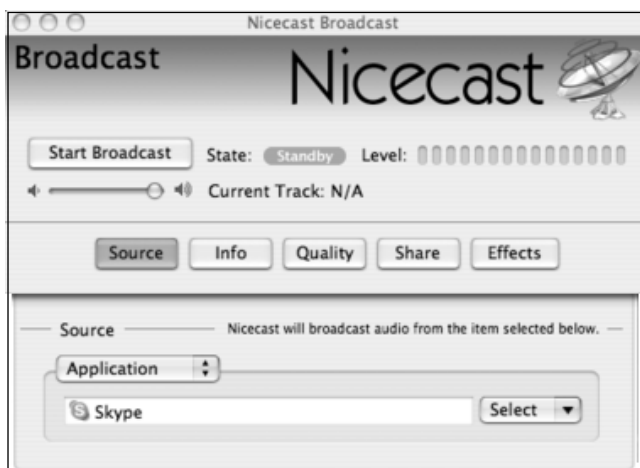 Nicecast Broadcast
Broadcast
Nicecast
Start Broadcast State: Standby Level:
Current Track: N/A
Source Info Quality Share Effects
Source Nicecast will broadcast audio from the item selected below.
Application
Skype Select